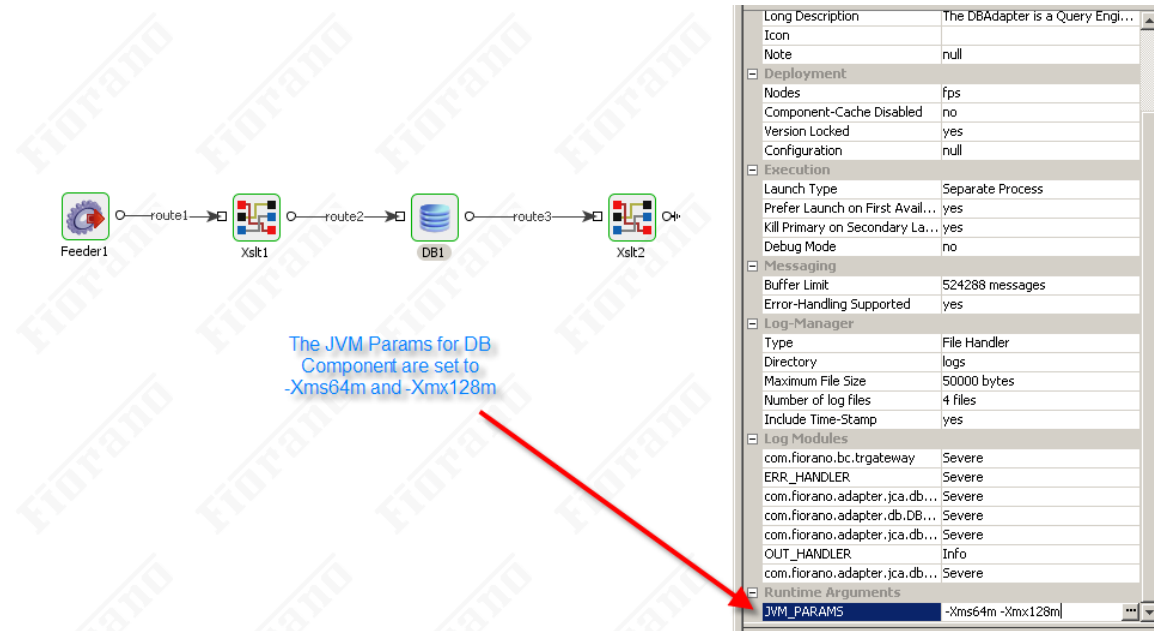 Fiorano
route1
route2
route3
Feeder1
Xslt1
DB1
Xslt2
The JVM Params for DB
Component are set to
-Xms64m and -Xmx128m
Long Description The DBAdapter is a Query Engi...
Icon
Note null
Deployment
Nodes fps
Component-Cache Disabled no
Version Locked yes
Configuration null
Execution
Launch Type Separate Process
Prefer Launch on First Avail... yes
Kill Primary on Secondary La... yes
Debug Mode no
Messaging
Buffer Limit 524288 messages
Error-Handling Supported yes
Log-Manager
Type File Handler
Directory logs
Maximum File Size 50000 bytes
Number of log files 4 files
Include Time-Stamp yes
Log Modules
com.fiorano.bc.trgateway Severe
ERR_HANDLER Severe
com.fiorano.adapter.jca.db... Severe
com.fiorano.adapter.db.DB... Severe
com.fiorano.adapter.jca.db... Severe
OUT_HANDLER Info
com.fiorano.adapter.jca.db... Severe
Runtime Arguments
JVM_PARAMS -Xms64m -Xmx128m ...